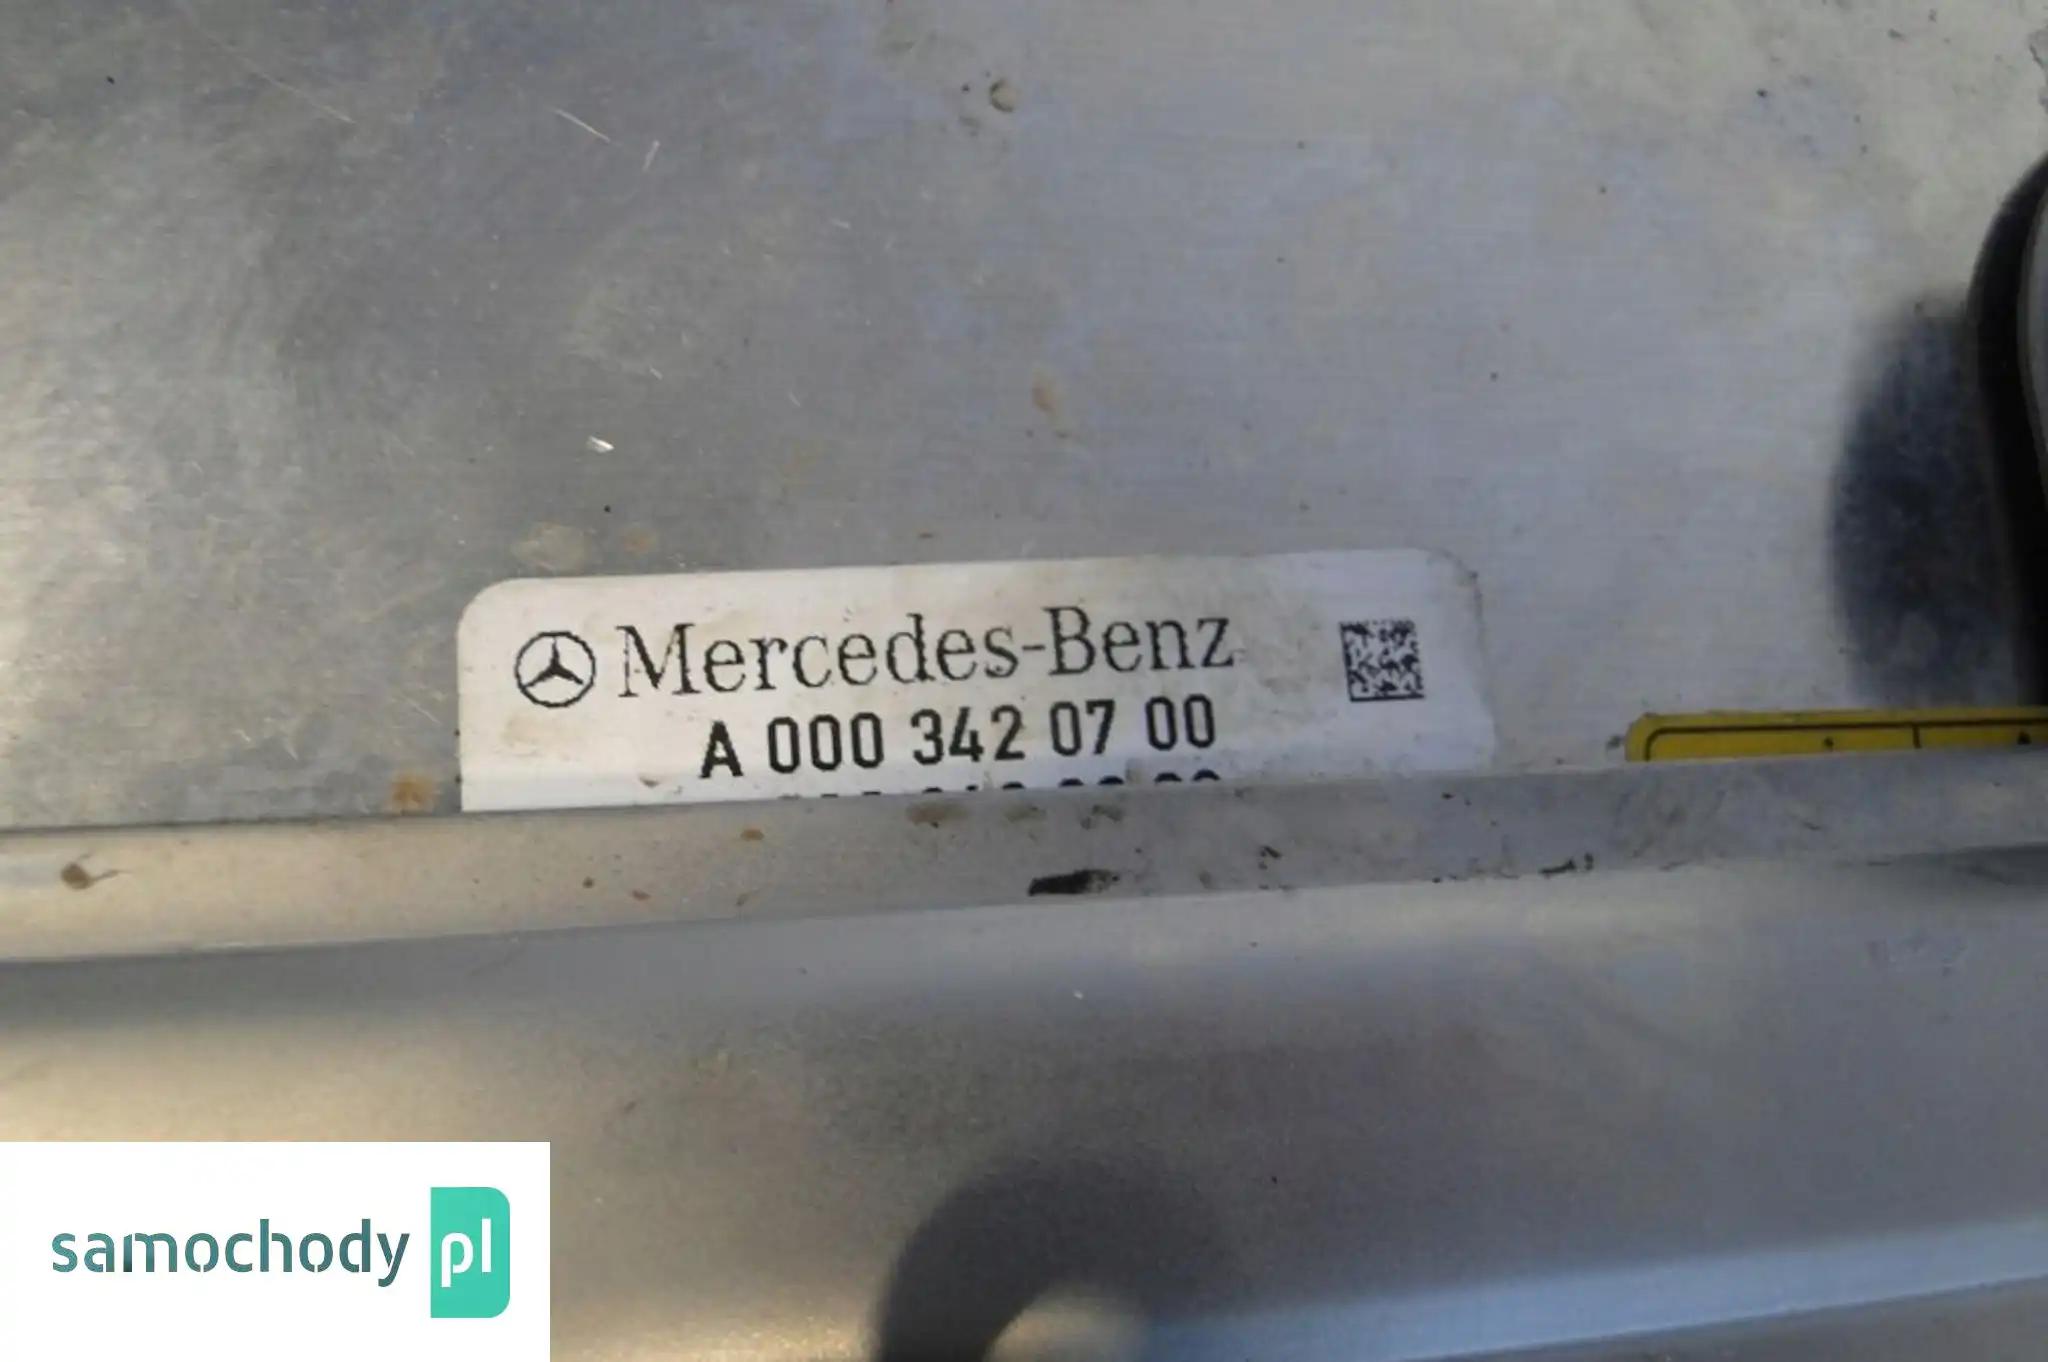 Mercedes-Benz
A 000 342 07 00
samochody pl